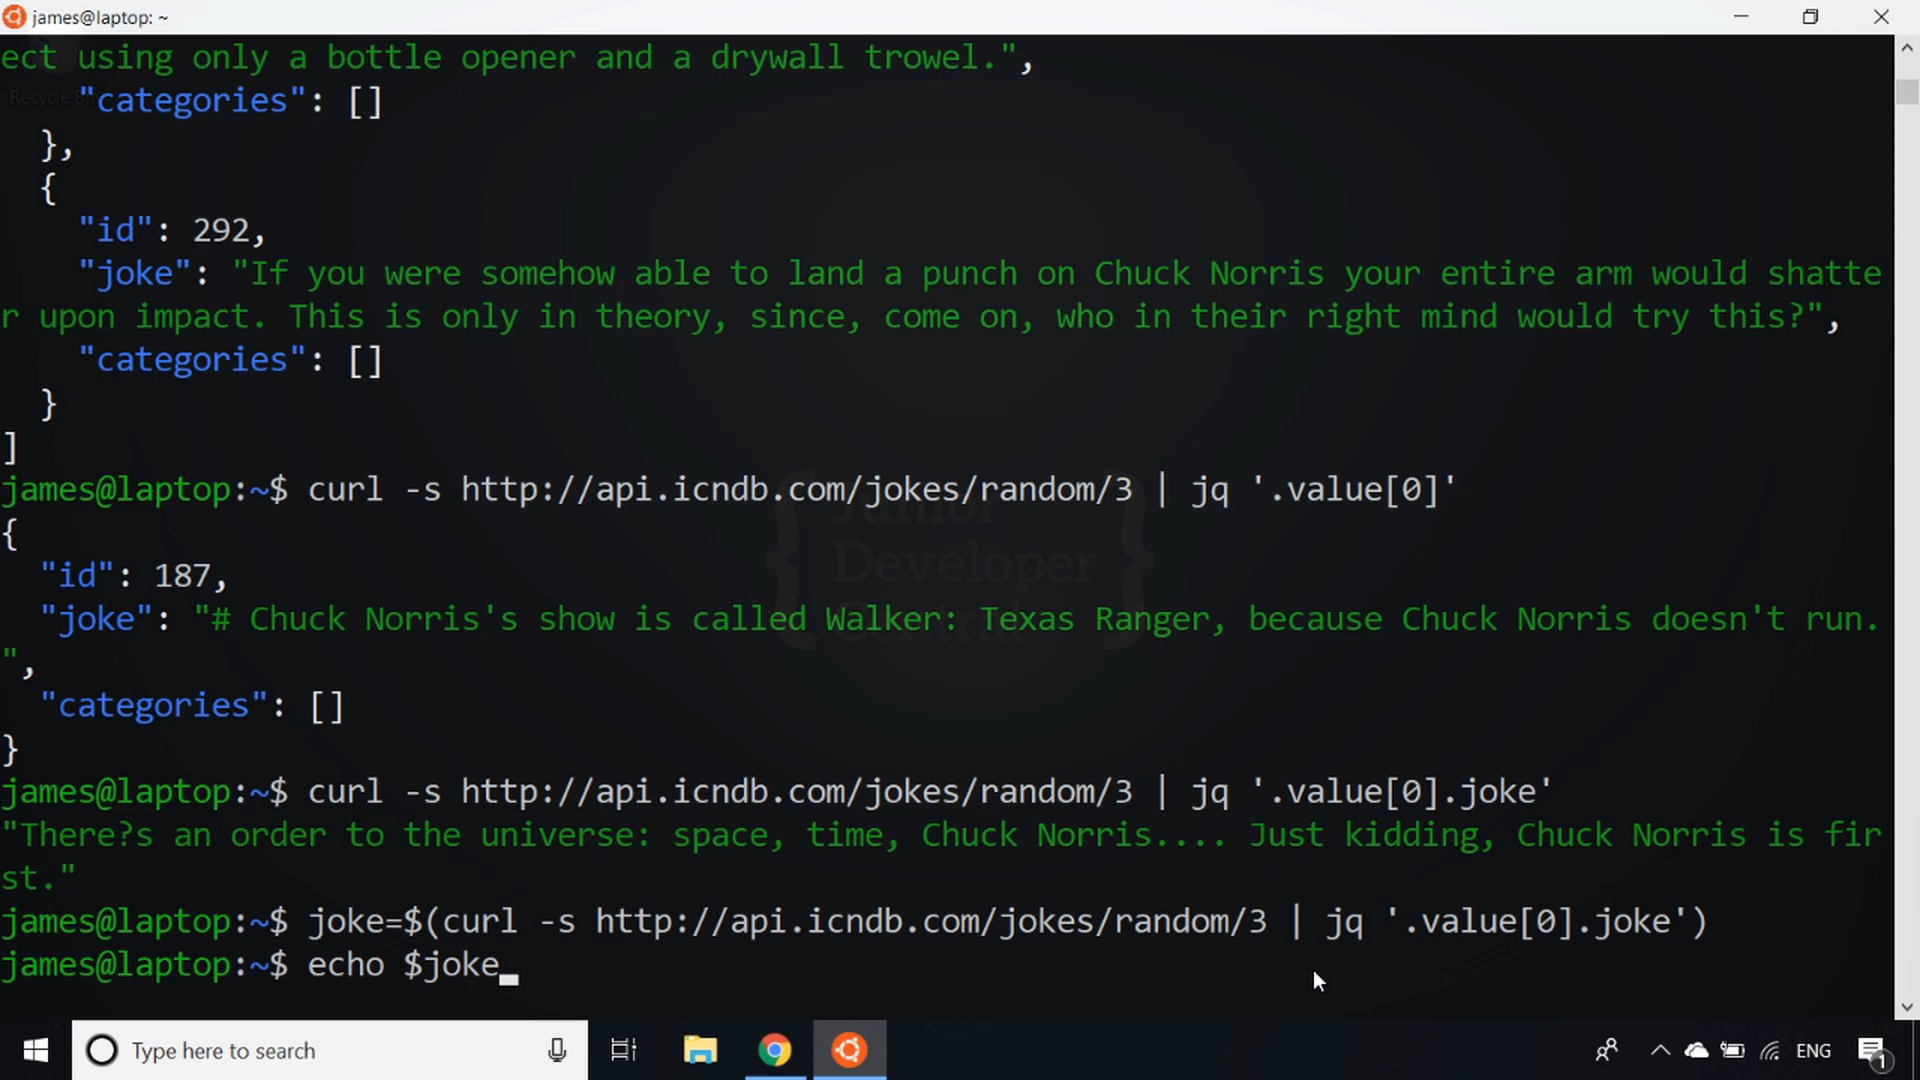 james@laptop: ~
ect using only a bottle opener and a drywall trowel.",
Recycle Bin
"categories": []
},
{
"id": 292,
"joke": "If you were somehow able to land a punch on Chuck Norris your entire arm would shatte
r upon impact. This is only in theory, since, come on, who in their right mind would try this?",
"categories": []
}
]
james@laptop:~$ curl -s http://api.icndb.com/jokes/random/3 | jq '.value[0]'
{
"id": 187,
"joke": "# Chuck Norris's show is called Walker: Texas Ranger, because Chuck Norris doesn't run.
",
"categories": []
}
james@laptop:~$ curl -s http://api.icndb.com/jokes/random/3 | jq '.value[0].joke'
"There?s an order to the universe: space, time, Chuck Norris.... Just kidding, Chuck Norris is fir
st."
james@laptop:~$ joke=$(curl -s http://api.icndb.com/jokes/random/3 | jq '.value[0].joke')
james@laptop:~$ echo $joke
{ Junior
Developer
Central }
Type here to search
ENG
1